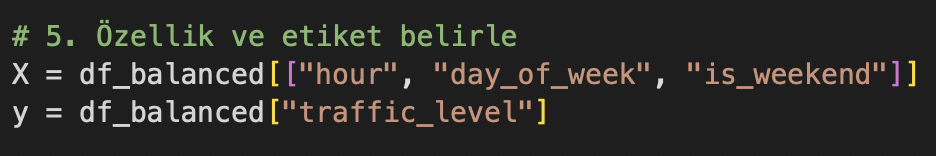 # 5. Özellik ve etiket belirle
X = df_balanced[["hour", "day_of_week", "is_weekend"]]
y = df_balanced["traffic_level"]